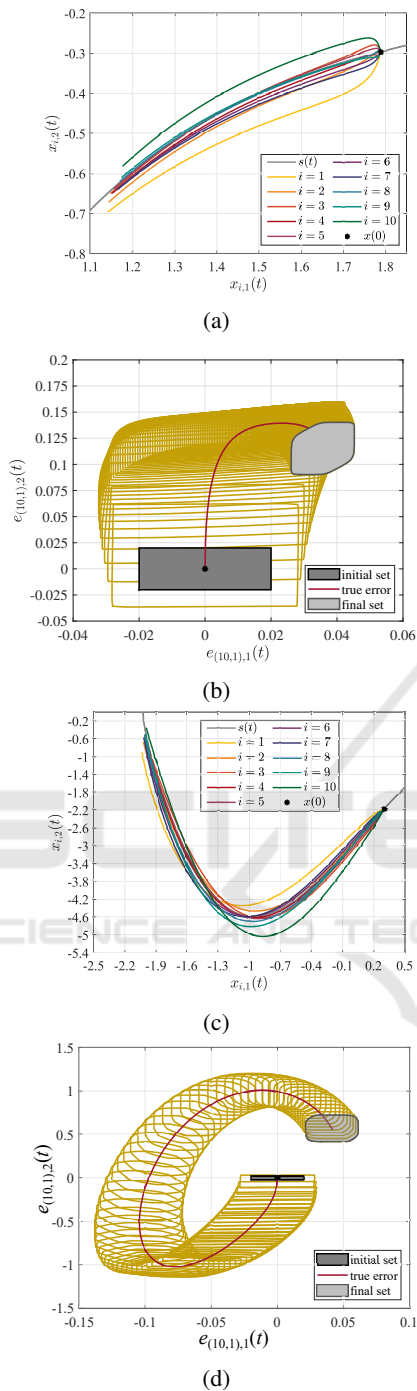 -0.2
-0.3
-0.4
-0.5
-0.6
-0.7
-0.8
x_{i,2}(t)
s(t) i = 6
i = 1 i = 7
i = 2 i = 8
i = 3 i = 9
i = 4 i = 10
i = 5 x(0)
1.1 1.2 1.3 1.4 1.5 1.6 1.7 1.8
x_{i,1}(t)
(a)
0.2
0.175
0.15
0.125
0.1
0.075
0.05
0.025
0
-0.025
-0.05
e_{(10,1),2}(t)
initial set
true error
final set
-0.04 -0.02 0 0.02 0.04 0.06
e_{(10,1),1}(t)
(b)
-0.2
-0.6
-1
-1.4
-1.8
-2.2
-2.6
-3
-3.4
-3.8
-4.2
-4.6
-5
-5.4
x_{i,2}(t)
s(t) i = 6
i = 1 i = 7
i = 2 i = 8
i = 3 i = 9
i = 4 i = 10
i = 5 x(0)
-2.5 -2.2 -1.9 -1.6 -1.3 -1 -0.7 -0.4 -0.1 0.2 0.5
x_{i,1}(t)
SCIENCE AND TEC
(c)
1.5
1
0.5
0
-0.5
-1
-1.5
e_{(10,1),2}(t)
initial set
true error
final set
-0.15 -0.1 -0.05 0 0.05 0.1
e_{(10,1),1}(t)
(d)